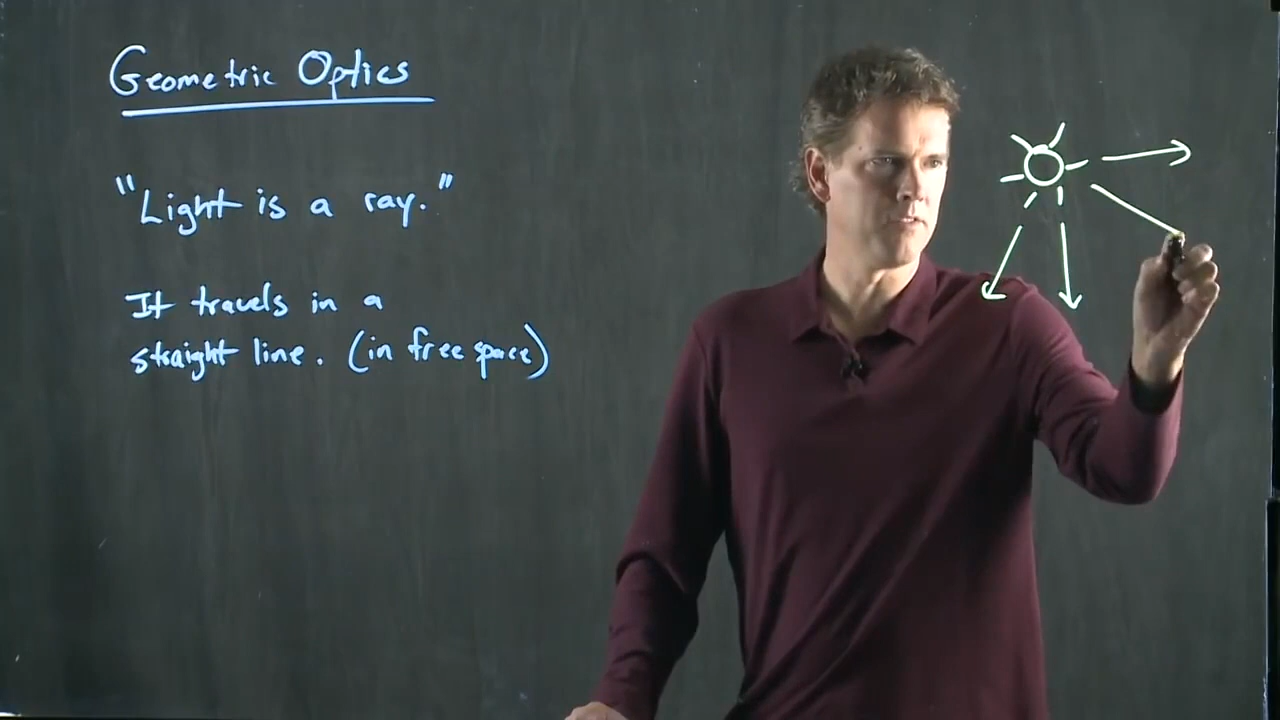 Geometric Optics
"Light is a ray."
It travels in a
straight line. (in free space)